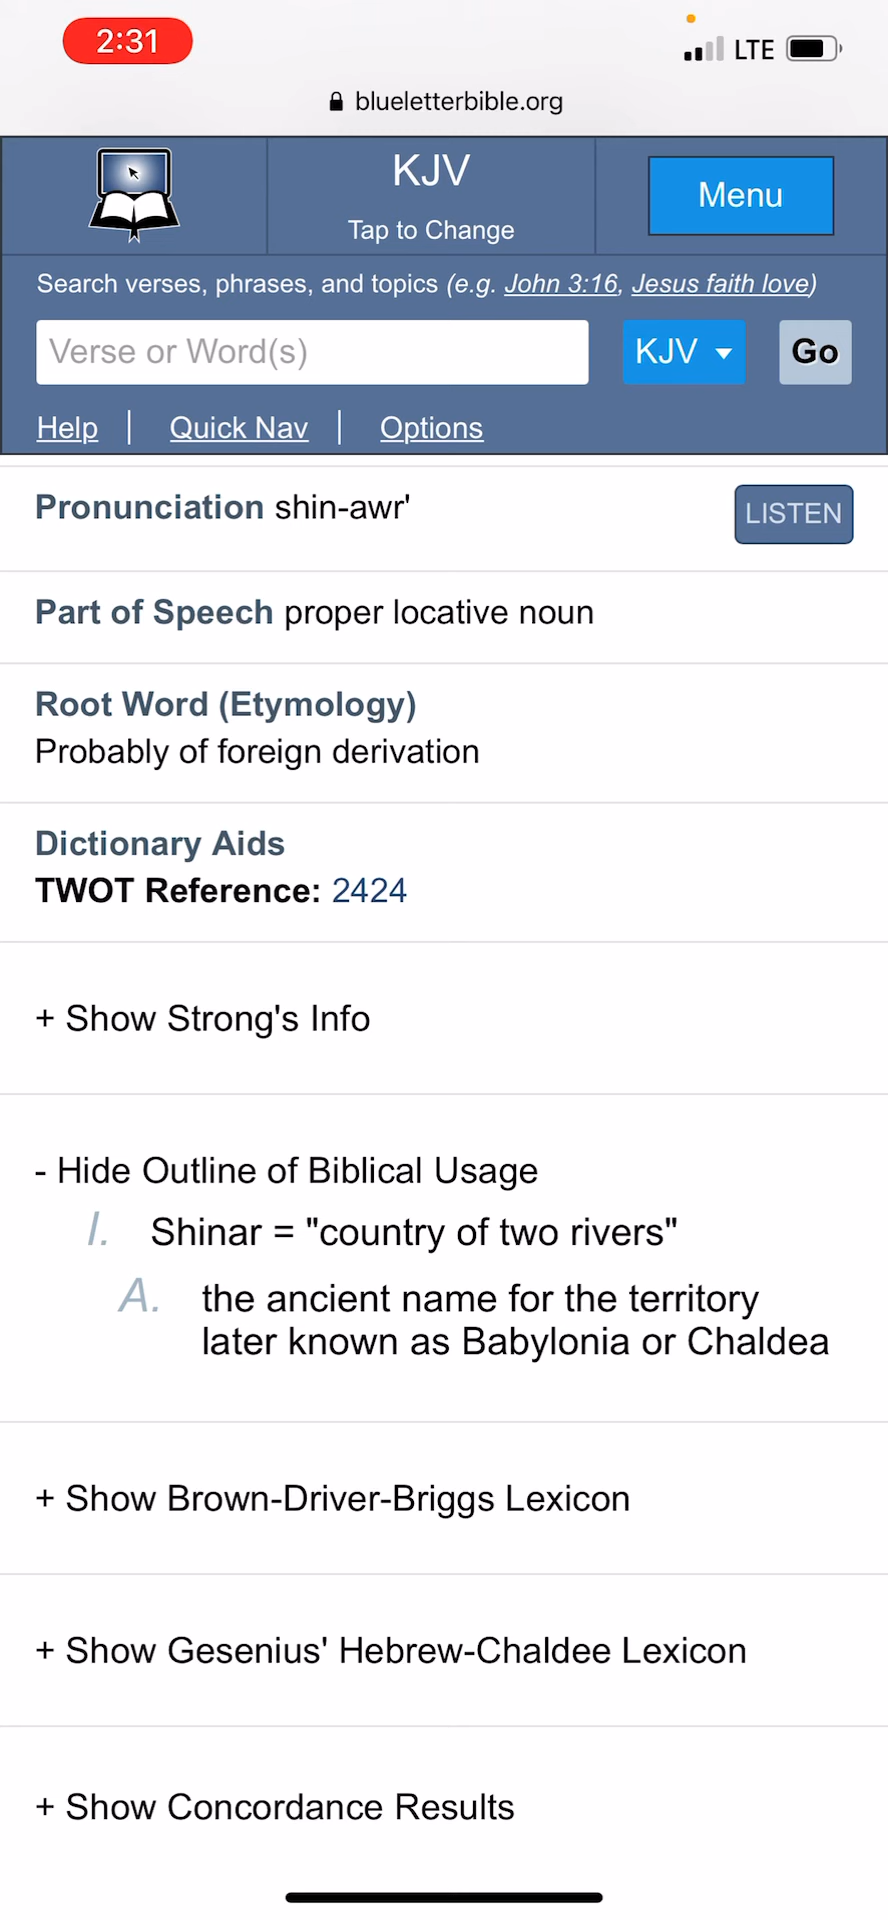 2:31
LTE
blueletterbible.org
KJV
Tap to Change
Menu
Search verses, phrases, and topics (e.g. John 3:16, Jesus faith love)
Verse or Word(s)
KJV
Go
Help | Quick Nav | Options
Pronunciation shin-awr'
LISTEN
Part of Speech proper locative noun
Root Word (Etymology)
Probably of foreign derivation
Dictionary Aids
TWOT Reference: 2424
+ Show Strong's Info
- Hide Outline of Biblical Usage
I. Shinar = "country of two rivers"
A. the ancient name for the territory
later known as Babylonia or Chaldea
+ Show Brown-Driver-Briggs Lexicon
+ Show Gesenius' Hebrew-Chaldee Lexicon
+ Show Concordance Results